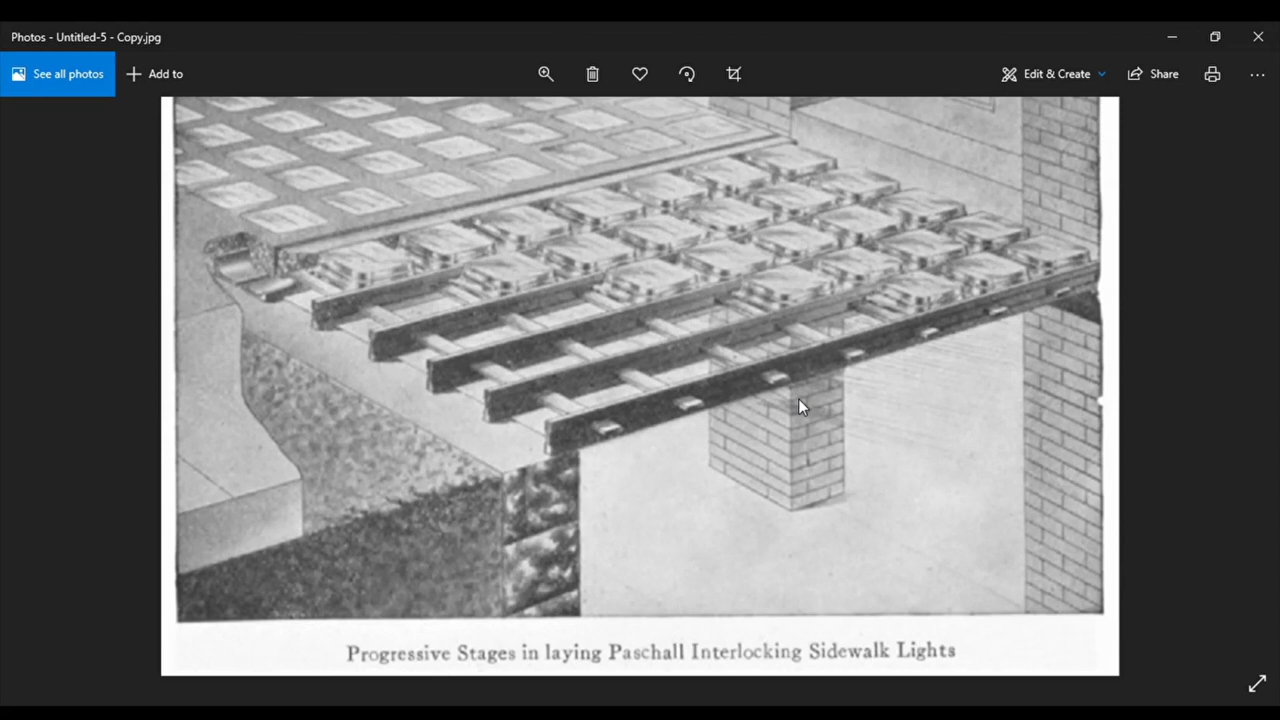 Photos - Untitled-5 - Copy.jpg
See all photos
Add to
Edit & Create
Share
Progressive Stages in laying Paschall Interlocking Sidewalk Lights